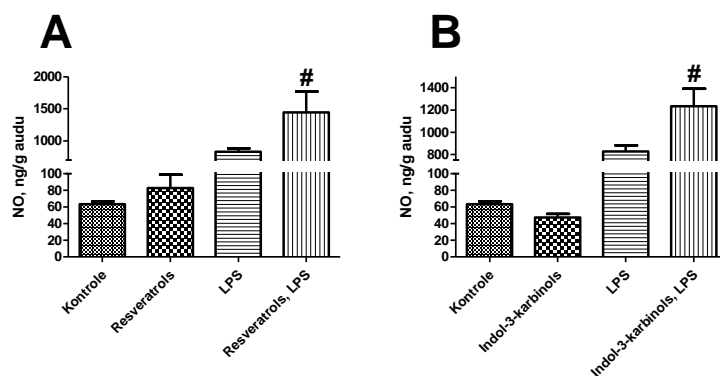 A
NO, ng/g audu
2000
1500
1000
100
80
60
40
20
0
#
Kontrole
Resveratrols
LPS
Resveratrols, LPS
B
NO, ng/g audu
1400
1200
1000
800
100
80
60
40
20
0
#
Kontrole
Indol-3-karbinols
LPS
Indol-3-karbinols, LPS